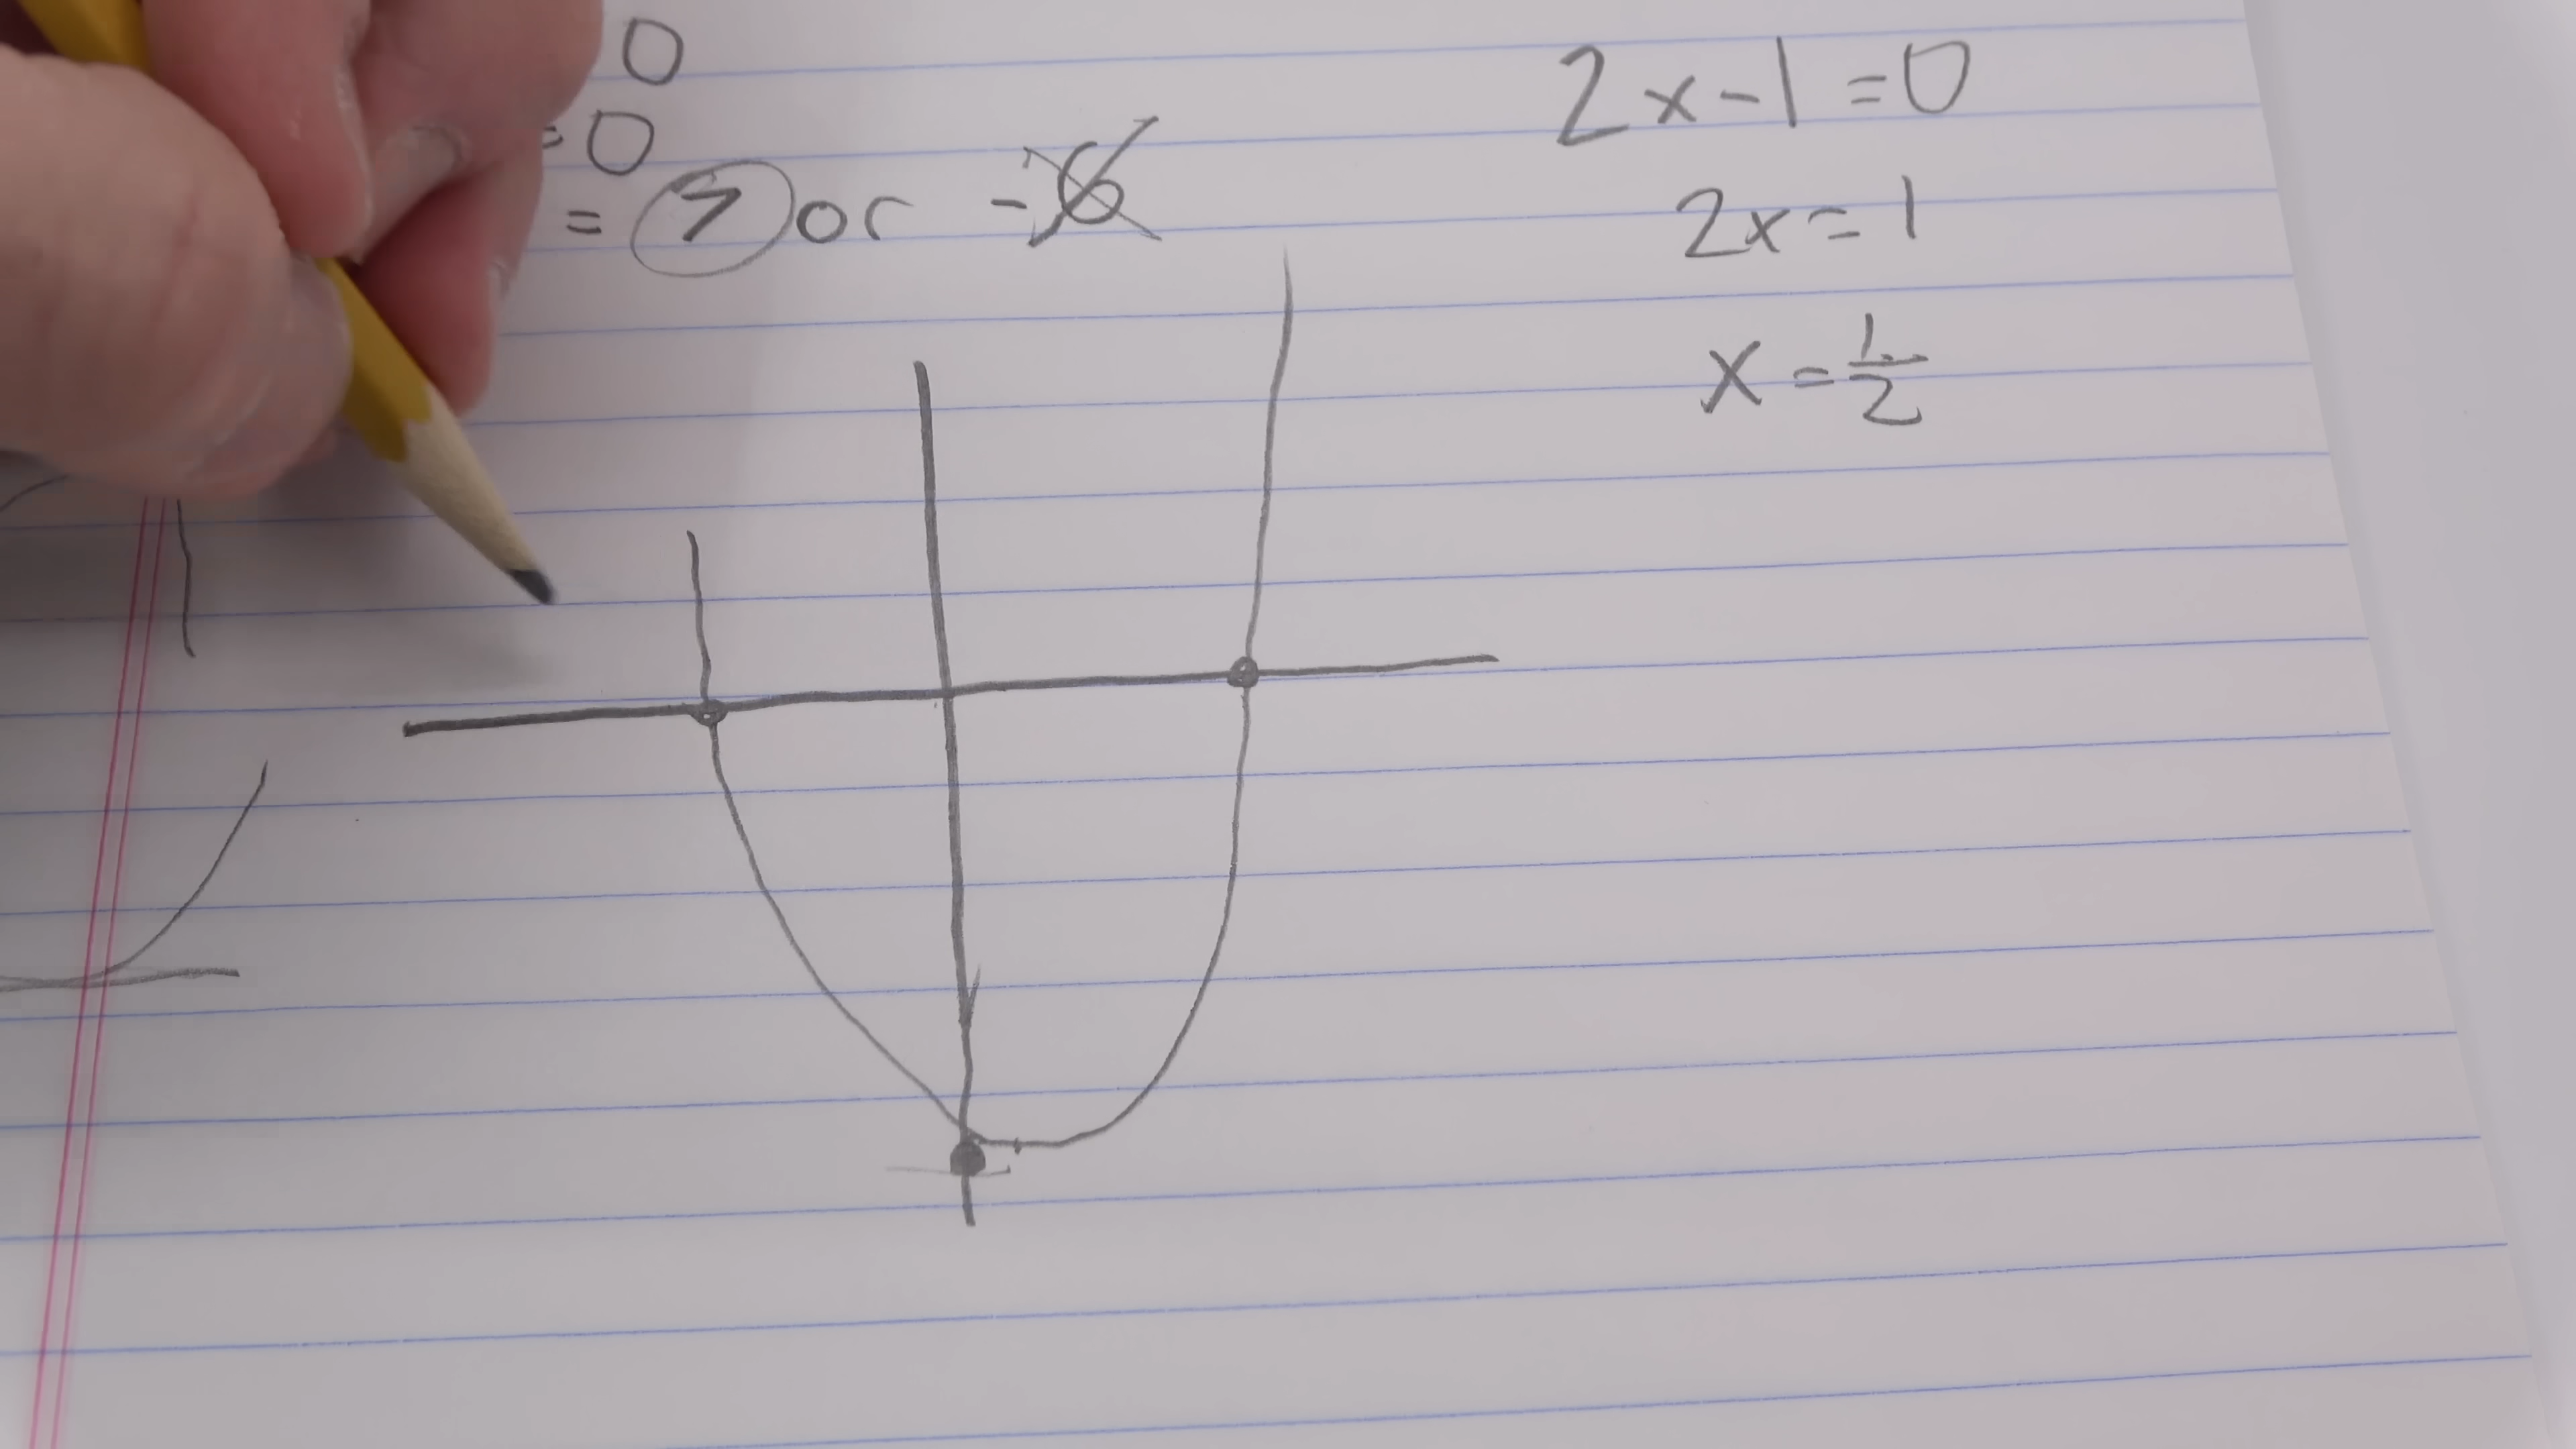 0
=0
= 7 or -6
2x-1=0
2x=1
x=1/2